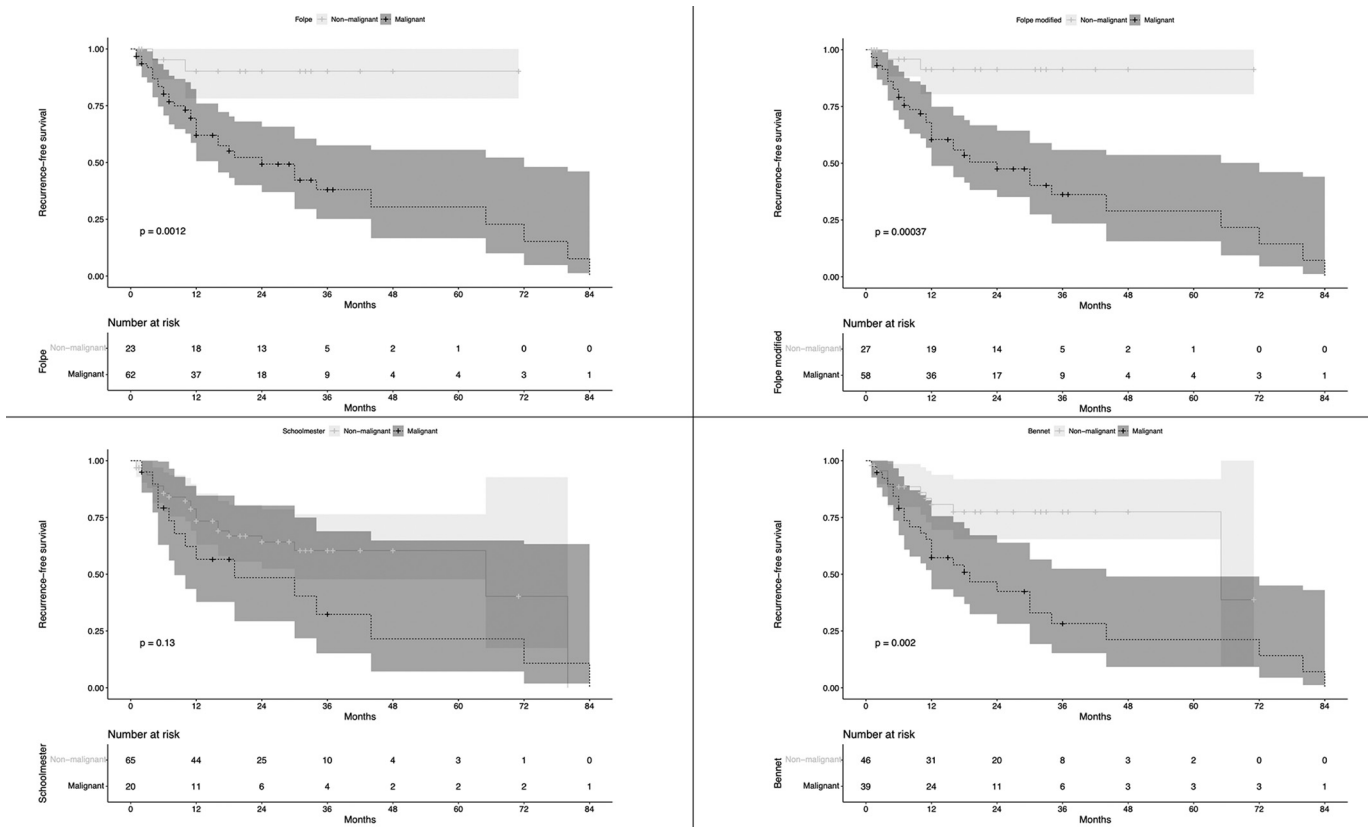 Folpe Non-malignant Malignant
1.00
0.75
0.50
0.25
0.00
Recurrence-free survival
p = 0.0012
0 12 24 36 48 60 72 84
Months
Number at risk
Folpe
Non-malignant 23 18 13 5 2 1 0 0
Malignant 62 37 18 9 4 4 3 1
0 12 24 36 48 60 72 84
Months
Folpe modified Non-malignant Malignant
1.00
0.75
0.50
0.25
0.00
Recurrence-free survival
p = 0.00037
0 12 24 36 48 60 72 84
Months
Number at risk
Folpe modified
Non-malignant 27 19 14 5 2 1 0 0
Malignant 58 36 17 9 4 4 3 1
0 12 24 36 48 60 72 84
Months
Schoolmester Non-malignant Malignant
1.00
0.75
0.50
0.25
0.00
Recurrence-free survival
p = 0.13
0 12 24 36 48 60 72 84
Months
Number at risk
Schoolmester
Non-malignant 65 44 25 10 4 3 1 0
Malignant 20 11 6 4 2 2 2 1
0 12 24 36 48 60 72 84
Months
Bennet Non-malignant Malignant
1.00
0.75
0.50
0.25
0.00
Recurrence-free survival
p = 0.002
0 12 24 36 48 60 72 84
Months
Number at risk
Bennet
Non-malignant 46 31 20 8 3 2 0 0
Malignant 39 24 11 6 3 3 3 1
0 12 24 36 48 60 72 84
Months